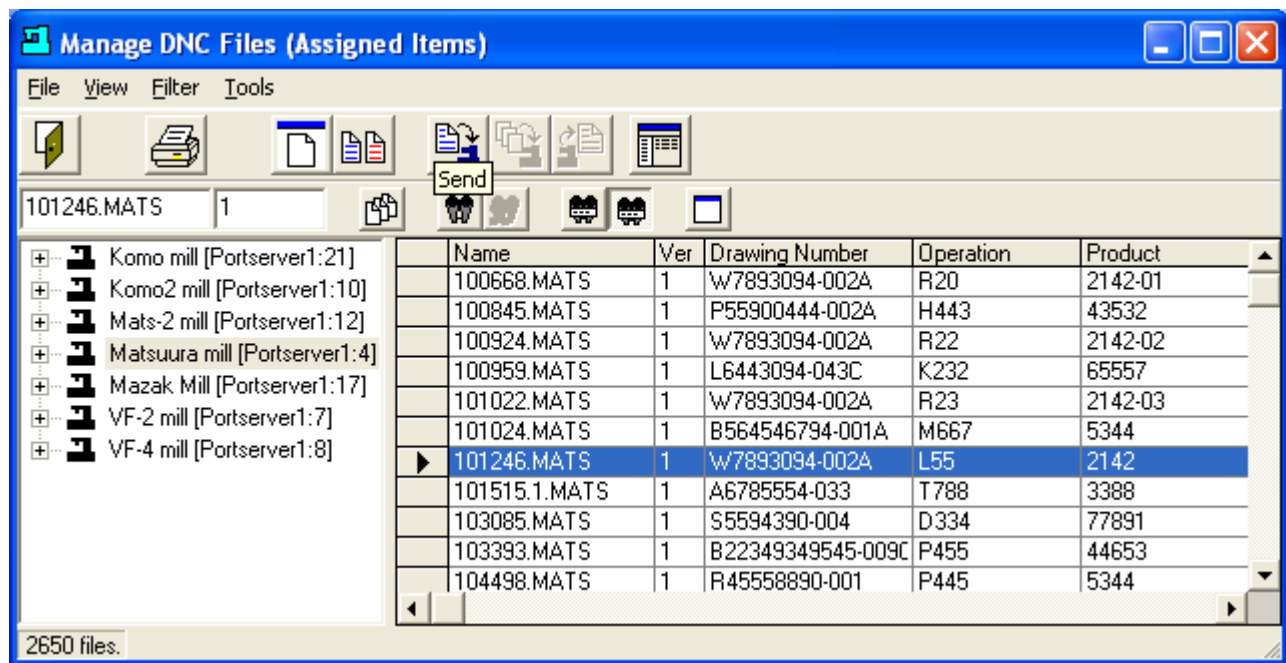 Manage DNC Files (Assigned Items)
File View Filter Tools
Send
101246.MATS 1
Komo mill [Portserver1:21]
Komo2 mill [Portserver1:10]
Mats-2 mill [Portserver1:12]
Matsuura mill [Portserver1:4]
Mazak Mill [Portserver1:17]
VF-2 mill [Portserver1:7]
VF-4 mill [Portserver1:8]
Name Ver Drawing Number Operation Product
100668.MATS 1 W7893094-002A R20 2142-01
100845.MATS 1 P55900444-002A H443 43532
100924.MATS 1 W7893094-002A R22 2142-02
100959.MATS 1 L6443094-043C K232 65557
101022.MATS 1 W7893094-002A R23 2142-03
101024.MATS 1 B564546794-001A M667 5344
101246.MATS 1 W7893094-002A L55 2142
101515.1.MATS 1 A6785554-033 T788 3388
103085.MATS 1 S5594390-004 D334 77891
103393.MATS 1 B22349349545-009C P455 44653
104498.MATS 1 R45558890-001 P445 5344
2650 files.